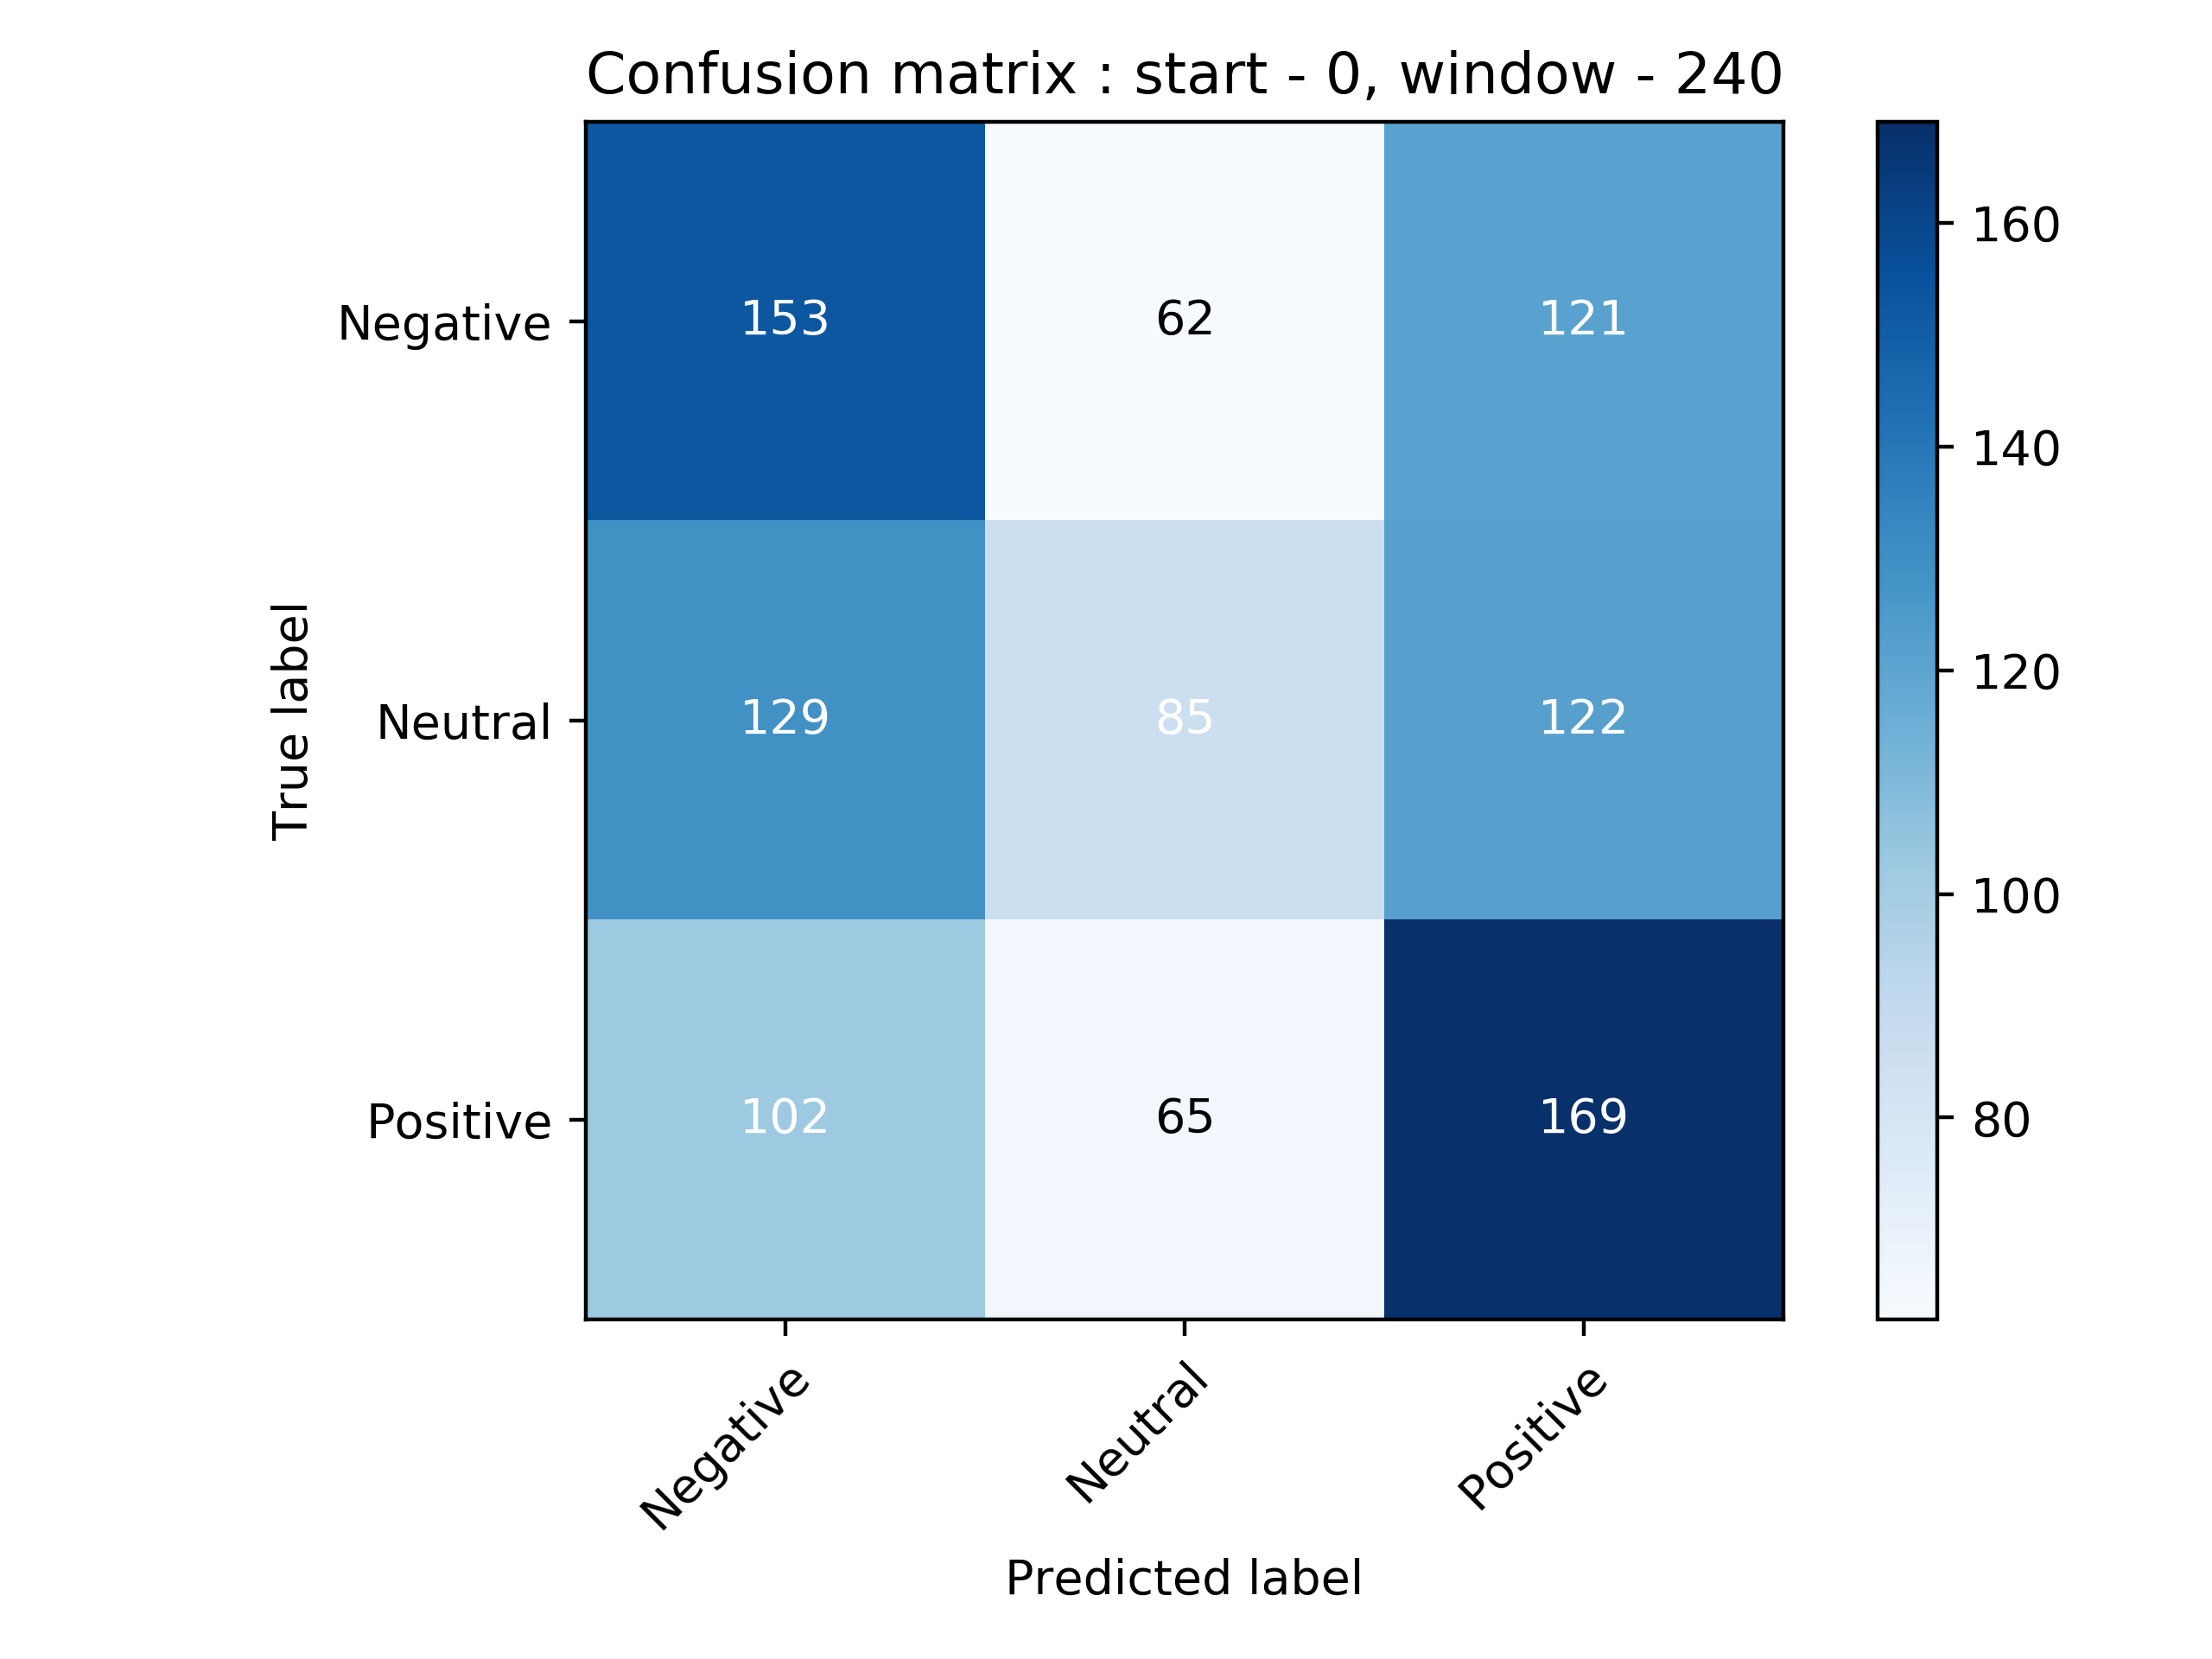 Confusion matrix : start - 0, window - 240
Negative 153 62 121
Neutral 129 85 122
Positive 102 65 169
True label
Negative Neutral Positive
Predicted label
160
140
120
100
80